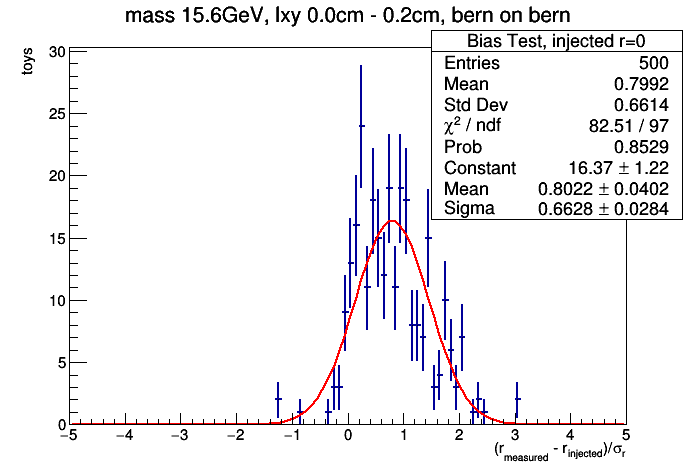 mass 15.6GeV, lxy 0.0cm - 0.2cm, bern on bern
Bias Test, injected r=0
Entries 500
Mean 0.7992
Std Dev 0.6614
χ² / ndf 82.51 / 97
Prob 0.8529
Constant 16.37 ± 1.22
Mean 0.8022 ± 0.0402
Sigma 0.6628 ± 0.0284
toys
30
25
20
15
10
5
0
−5 −4 −3 −2 −1 0 1 2 3 4 5
(r_measured - r_injected)/σ_r